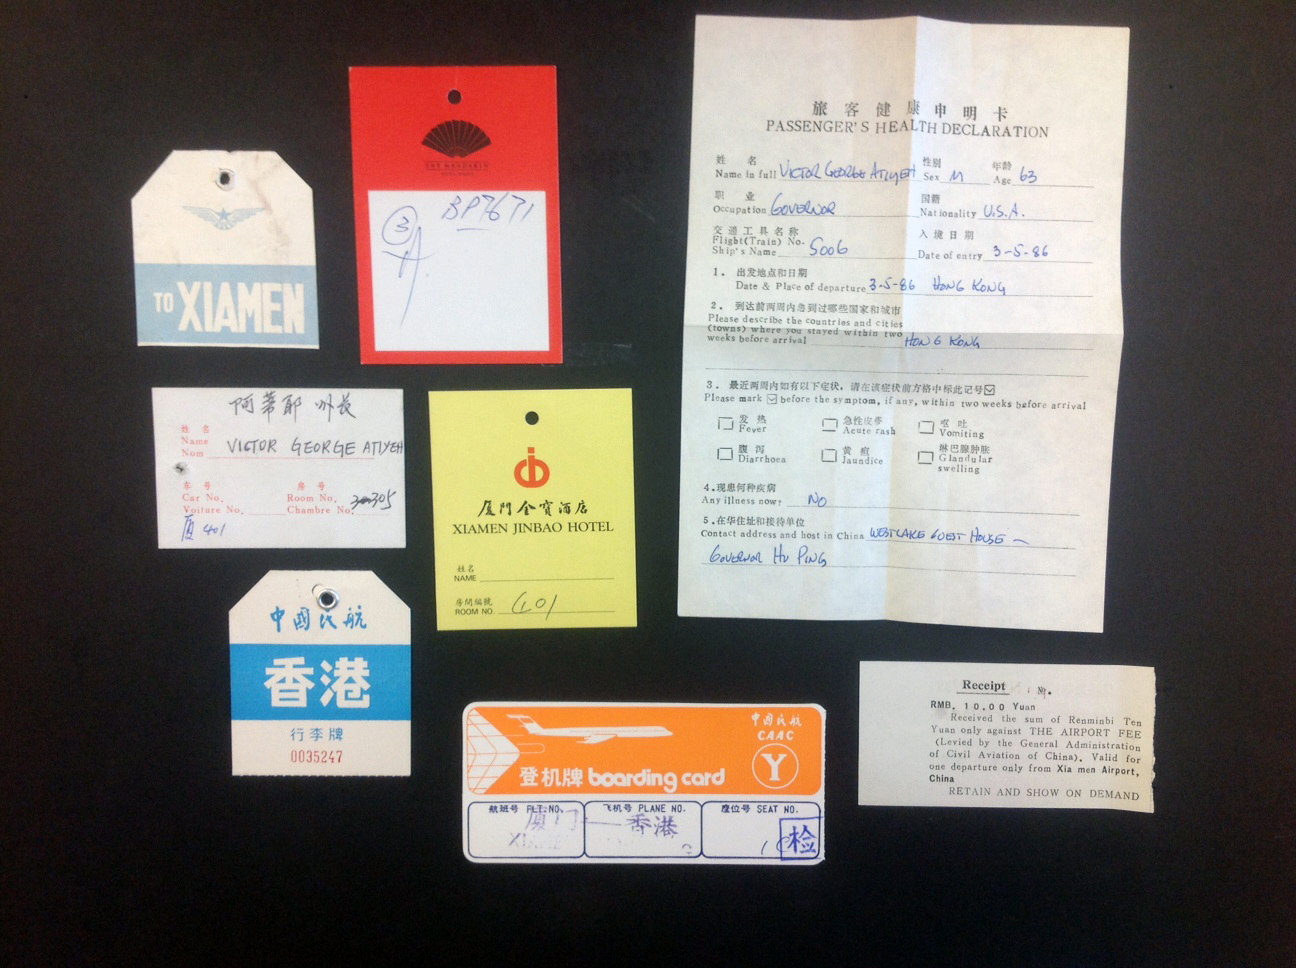 TO XIAMEN
THE MANDARIN
3
BP7671
旅客健康申明卡
PASSENGER'S HEALTH DECLARATION
姓 名
Name in full VICTOR GEORGE ATIYEH
性别
Sex M
年龄
Age 63
职 业
Occupation GOVERNOR
国籍
Nationality U.S.A.
交通工具名称
Flight(Train) No.
Ship's Name 5006
入境日期
Date of entry 3-5-86
1. 出发地点和日期
Date & Place of departure 3-5-86 HONG KONG
2. 到达前两周内急到过哪些国家和城市
Please describe the countries and cities
(towns) where you stayed within two
weeks before arrival HONG KONG
3. 最近两周内如有以下症状，请在该症状前方格中标此记号☑
Please mark ☑ before the symptom, if any, within two weeks before arrival
发热
Fever
急性皮疹
Acute rash
呕吐
Vomiting
腹泻
Diarrhoea
黄疸
Jaundice
淋巴腺肿胀
Glandular
swelling
4.现患何种疾病
Any illness now? NO
5.在华住址和接待单位
Contact address and host in China WESTLAKE GUEST HOUSE —
GOVERNOR HU PING
阿蒂耶 州长
姓 名
Name
Nom VICTOR GEORGE ATIYEH
车 号
Car No.
Voiture No.
厦 401
房 号
Room No.
Chambre No. 305
厦門金寶酒店
XIAMEN JINBAO HOTEL
姓名
NAME
房間編號
ROOM NO. 601
中國民航
香港
行李牌
0035247
中國民航
CAAC
Y
登机牌 boarding card
航班号 FLT.NO.
飞机号 PLANE NO.
座位号 SEAT NO.
厦门—香港
检
Receipt : №.
RMB. 10.00 Yuan
Received the sum of Renminbi Ten
Yuan only against THE AIRPORT FEE
(Levied by the General Administration
of Civil Aviation of China). Valid for
one departure only from Xia men Airport,
China
RETAIN AND SHOW ON DEMAND